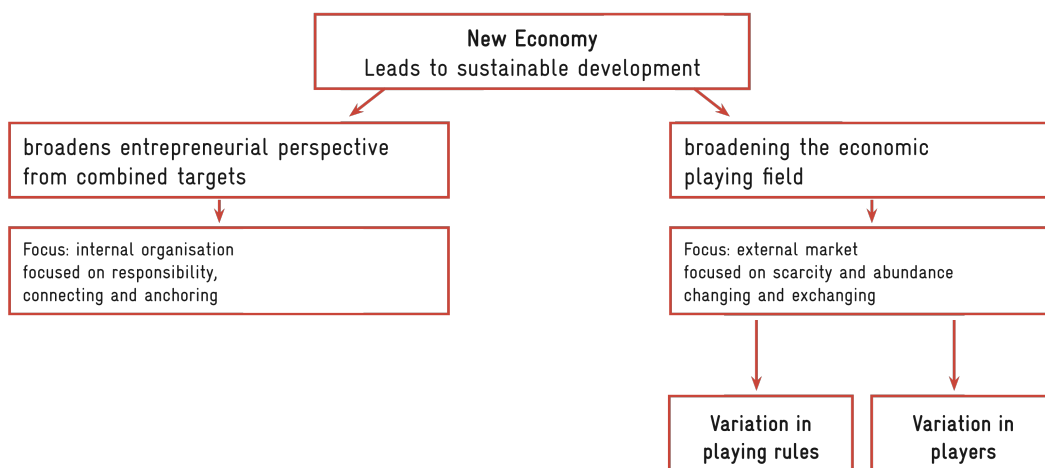 New Economy
Leads to sustainable development
broadens entrepreneurial perspective
from combined targets
broadening the economic
playing field
Focus: internal organisation
focused on responsibility,
connecting and anchoring
Focus: external market
focused on scarcity and abundance
changing and exchanging
Variation in
playing rules
Variation in
players